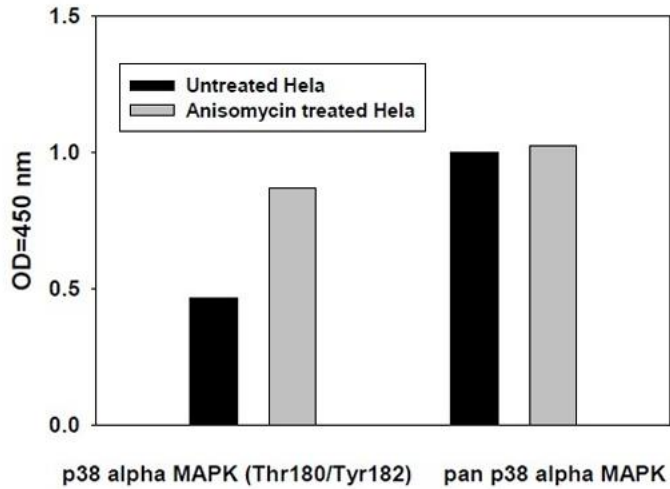 1.5
Untreated Hela
Anisomycin treated Hela
1.0
OD=450 nm
0.5
0.0
p38 alpha MAPK (Thr180/Tyr182) pan p38 alpha MAPK